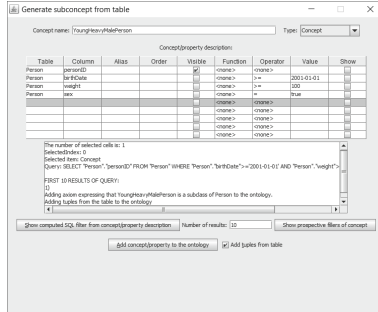 Generate subconcept from table
Concept name: YoungHeavyMalePerson Type: Concept
Concept/property description:
Table Column Alias Order Visible Function Operator Value Show
Person personID <none> <none>
Person birthDate <none> >= 2001-01-01
Person weight <none> >= 100
Person sex <none> = true
<none> <none>
<none> <none>
<none> <none>
<none> <none>
The number of selected cells is: 1
SelectedIndex: 0
Selected item: Concept
Query: SELECT "Person"."personID" FROM "Person" WHERE "Person"."birthDate">='2001-01-01' AND "Person"."weight">
FIRST 10 RESULTS OF QUERY:
1)
Adding axiom expressing that YoungHeavyMalePerson is a subclass of Person to the ontology.
Adding tuples from the table to the ontology
Show computed SQL filter from concept/property description Number of results: 10 Show prospective fillers of concept
Add concept/property to the ontology Add tuples from table